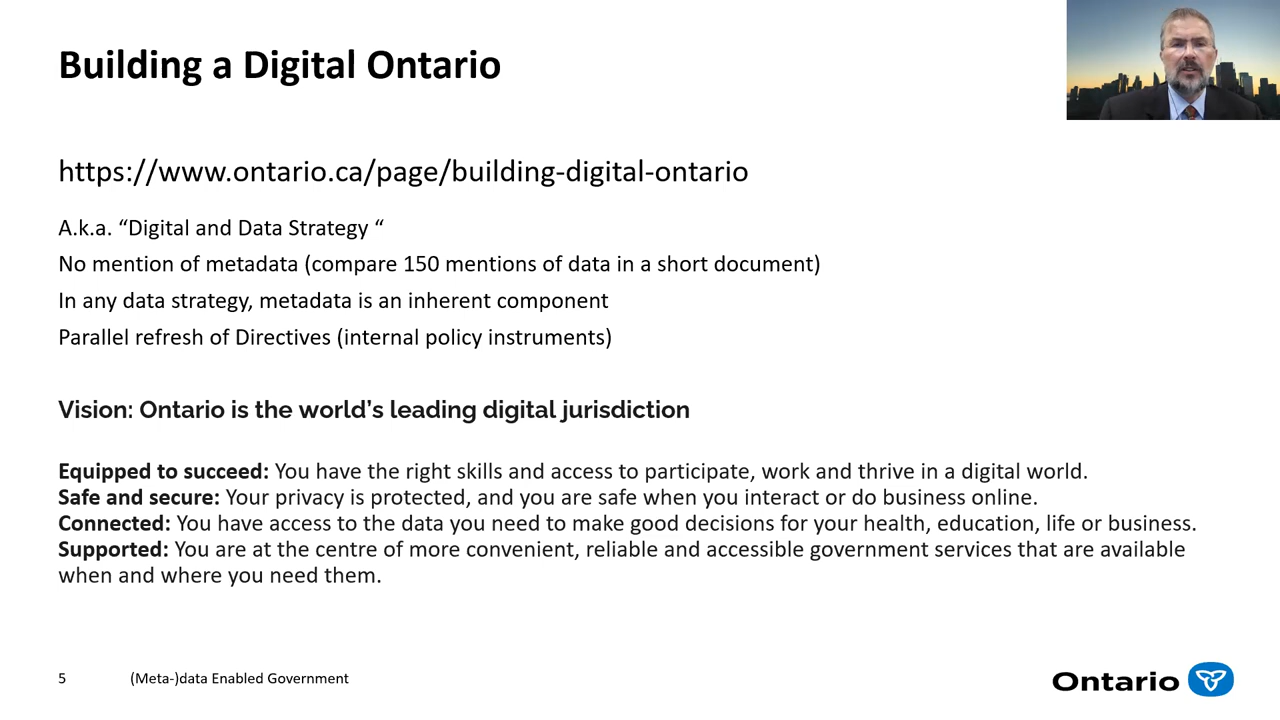 Building a Digital Ontario
https://www.ontario.ca/page/building-digital-ontario
A.k.a. “Digital and Data Strategy “
No mention of metadata (compare 150 mentions of data in a short document)
In any data strategy, metadata is an inherent component
Parallel refresh of Directives (internal policy instruments)
Vision: Ontario is the world’s leading digital jurisdiction
Equipped to succeed: You have the right skills and access to participate, work and thrive in a digital world.
Safe and secure: Your privacy is protected, and you are safe when you interact or do business online.
Connected: You have access to the data you need to make good decisions for your health, education, life or business.
Supported: You are at the centre of more convenient, reliable and accessible government services that are available
when and where you need them.
5 (Meta-)data Enabled Government
Ontario